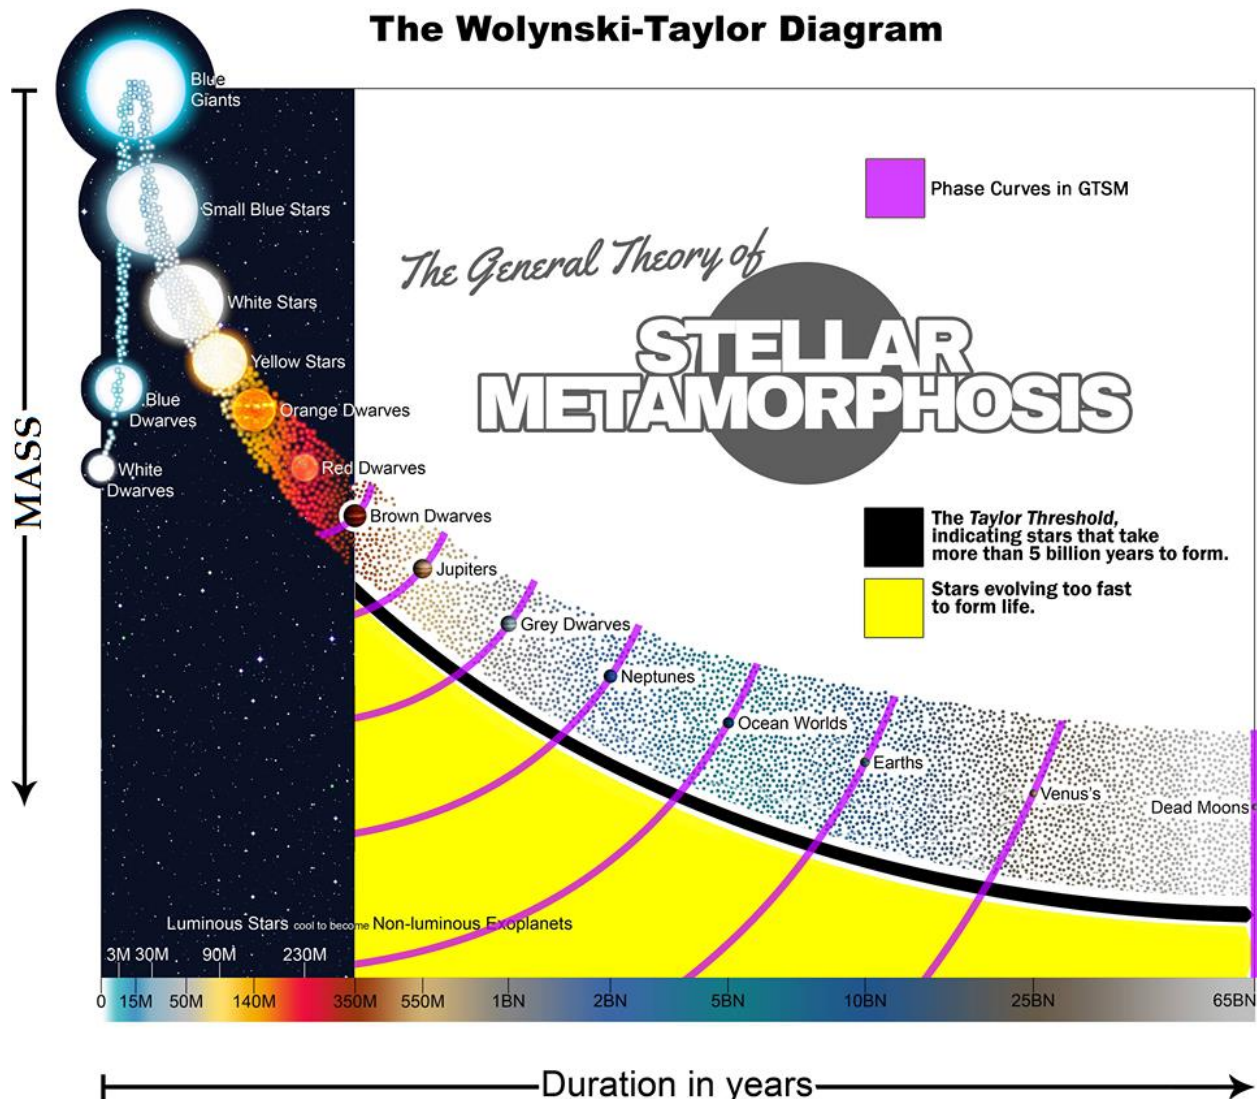 The Wolynski-Taylor Diagram
Blue
Giants
Phase Curves in GTSM
Small Blue Stars
The General Theory of
STELLAR
METAMORPHOSIS
White Stars
Yellow Stars
Blue
Dwarves
Orange Dwarves
White
Dwarves
Red Dwarves
MASS
Brown Dwarves
The Taylor Threshold,
indicating stars that take
more than 5 billion years to form.
Jupiters
Stars evolving too fast
to form life.
Grey Dwarves
Neptunes
Ocean Worlds
Earths
Venus's
Dead Moons
Luminous Stars cool to become Non-luminous Exoplanets
3M 30M 90M 230M
0 15M 50M 140M 350M 550M 1BN 2BN 5BN 10BN 25BN 65BN
Duration in years